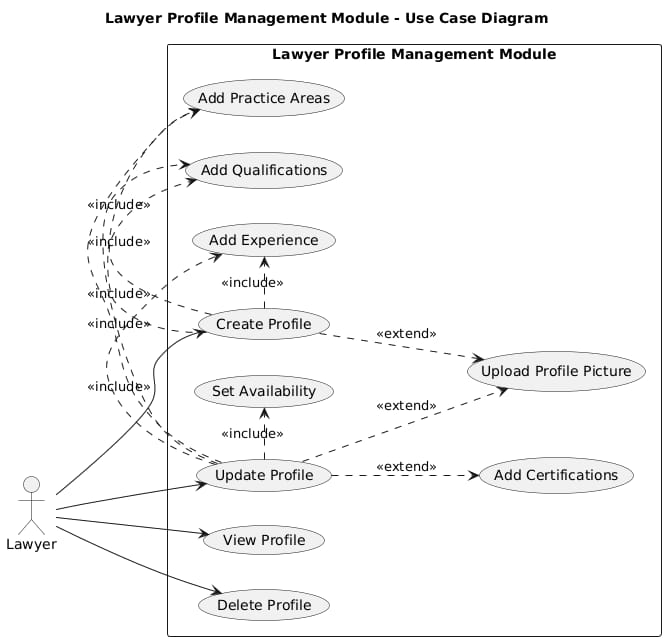 Lawyer Profile Management Module - Use Case Diagram
Lawyer Profile Management Module
Add Practice Areas
Add Qualifications
«include»
Add Experience
«include»
«include»
«include»
«include»
Create Profile
«extend»
Upload Profile Picture
«include»
Set Availability
«extend»
«include»
«extend»
Update Profile
Add Certifications
View Profile
Lawyer
Delete Profile